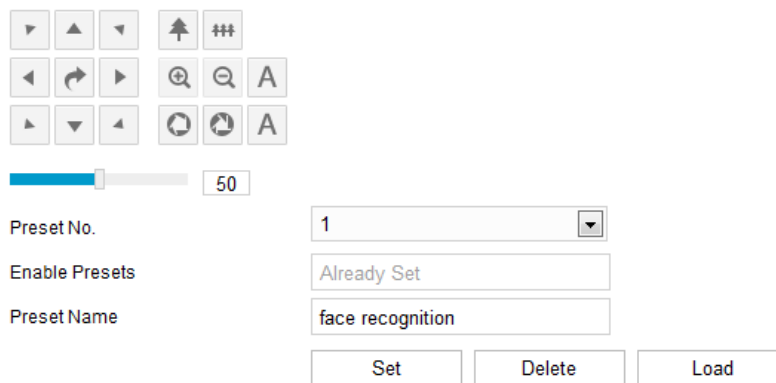 A
A
50
Preset No.
1
Enable Presets
Already Set
Preset Name
face recognition
Set
Delete
Load